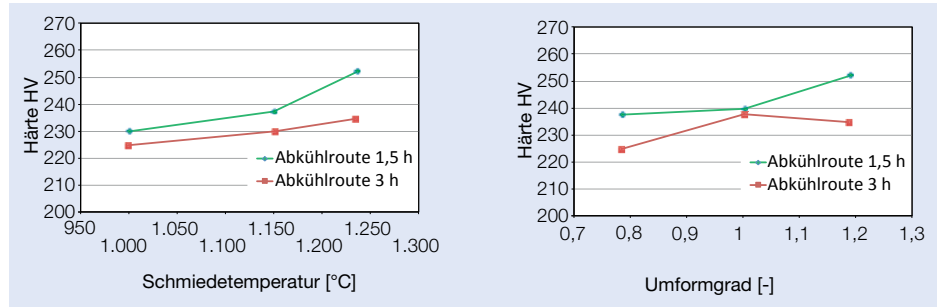 270
260
250
240
230
220
210
200
Härte HV
Abkühlroute 1,5 h
Abkühlroute 3 h
950 1.050 1.150 1.250
1.000 1.100 1.200 1.300
Schmiedetemperatur [°C]
270
260
250
240
230
220
210
200
Härte HV
Abkühlroute 1,5 h
Abkühlroute 3 h
0,7 0,8 0,9 1 1,1 1,2 1,3
Umformgrad [-]